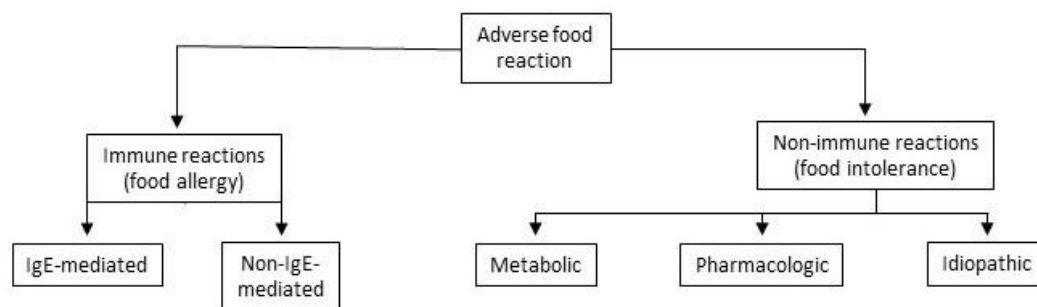 Adverse food
reaction
Immune reactions
(food allergy)
Non-immune reactions
(food intolerance)
IgE-mediated
Non-IgE-
mediated
Metabolic
Pharmacologic
Idiopathic